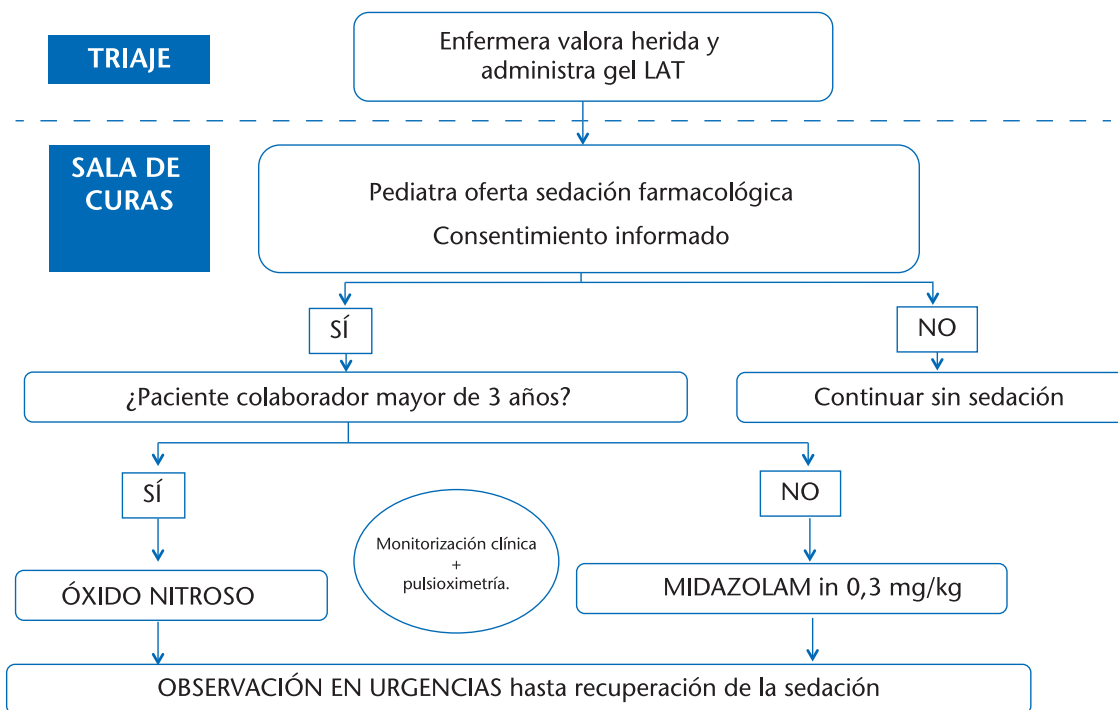 TRIAJE
Enfermera valora herida y
administra gel LAT
SALA DE
CURAS
Pediatra oferta sedación farmacológica
Consentimiento informado
SÍ
NO
¿Paciente colaborador mayor de 3 años?
Continuar sin sedación
SÍ
NO
Monitorización clínica
+
pulsioximetría.
ÓXIDO NITROSO
MIDAZOLAM in 0,3 mg/kg
OBSERVACIÓN EN URGENCIAS hasta recuperación de la sedación